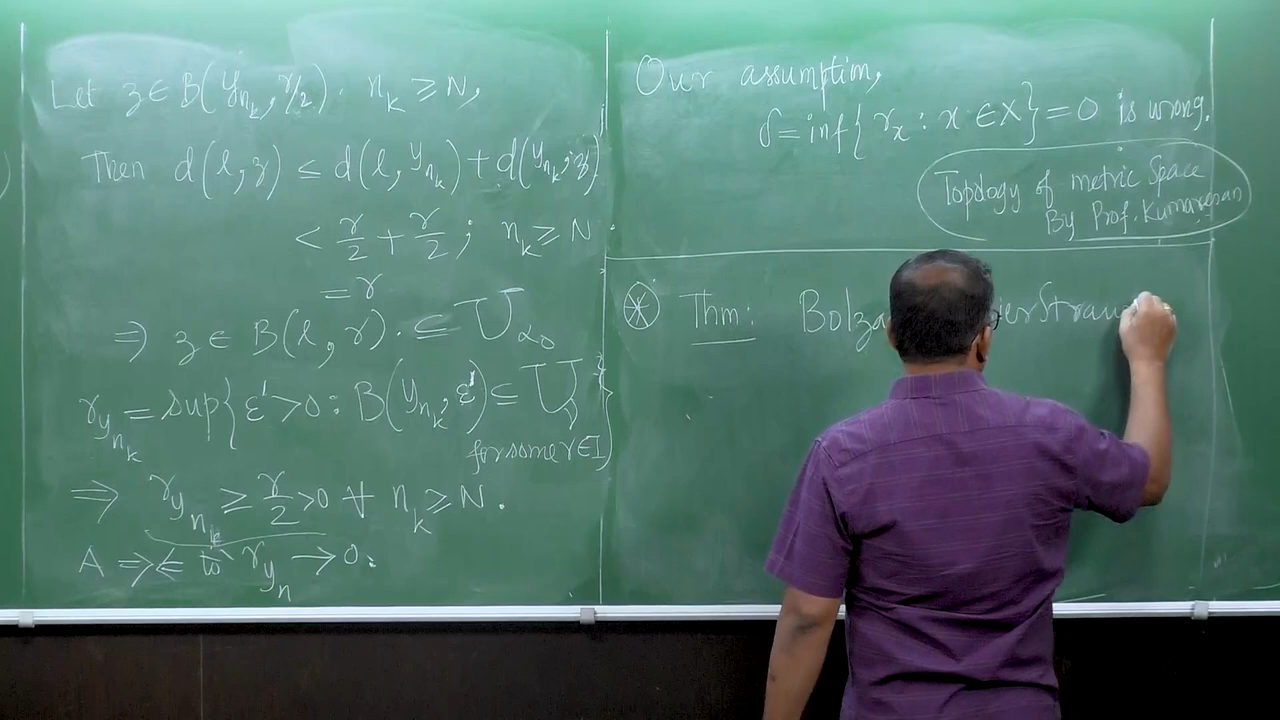 Let z ∈ B(y_{n_k}, r/2). n_k ≥ N,
Then d(l, z) ≤ d(l, y_{n_k}) + d(y_{n_k}, z)
< r/2 + r/2 ; n_k ≥ N.
= r
⇒ z ∈ B(l, r). ⊆ U_{α_0}
r_{y_{n_k}} = sup{ε' > 0 : B(y_{n_k}, ε') ⊆ U_γ
for some γ ∈ I}
⇒ r_{y_{n_k}} ≥ r/2 > 0 ∀ n_k ≥ N.
A ⇒⇐ to r_{y_n} → 0.
Our assumption,
δ = inf{r_x : x ∈ X} = 0 is wrong.
Topology of metric Space
By Prof. Kumaresan
Thm: Bolza ierStraus